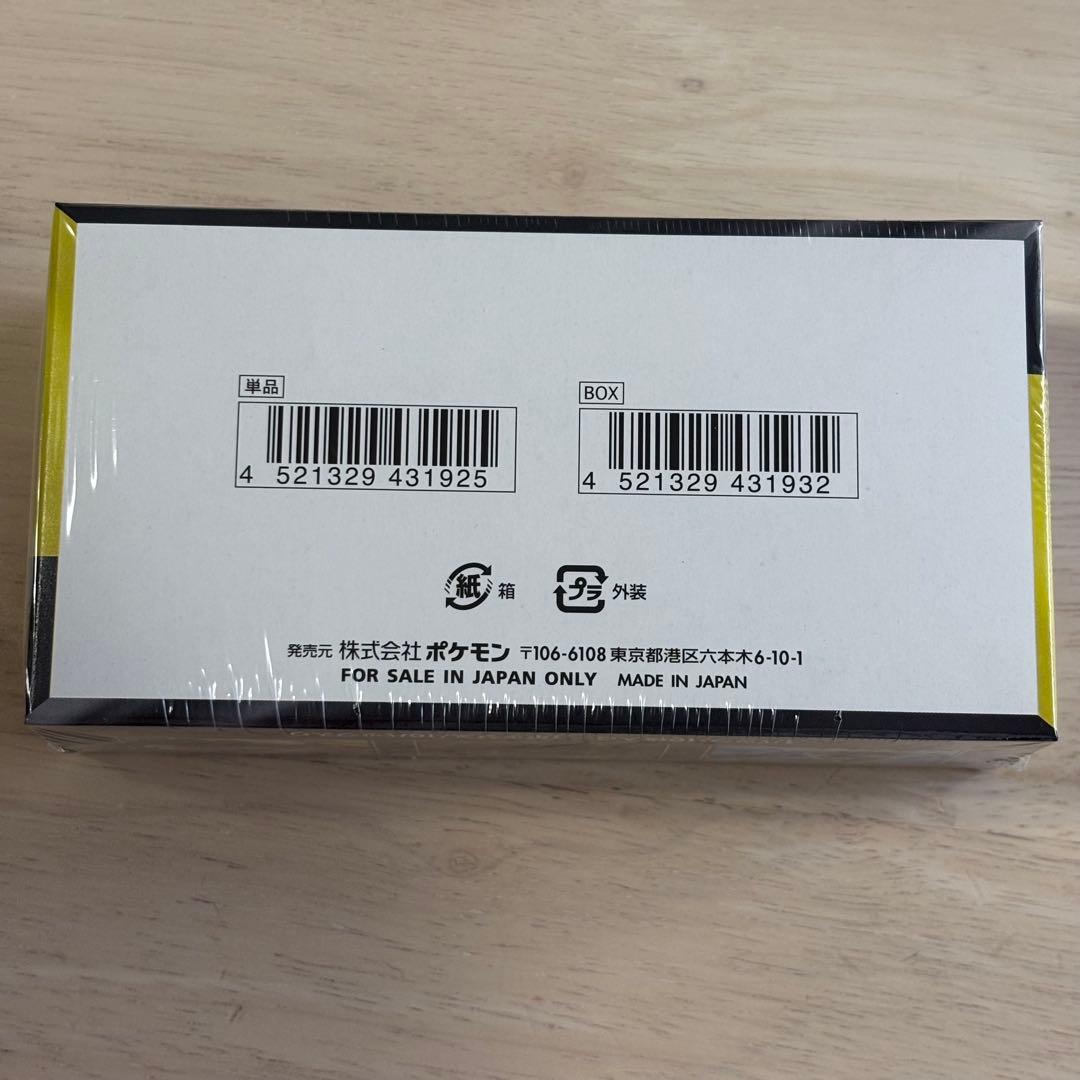 単品
4 521329 431925
BOX
4 521329 431932
紙 箱
プラ 外装
発売元 株式会社 ポケモン 〒106-6108 東京都港区六本木6-10-1
FOR SALE IN JAPAN ONLY MADE IN JAPAN